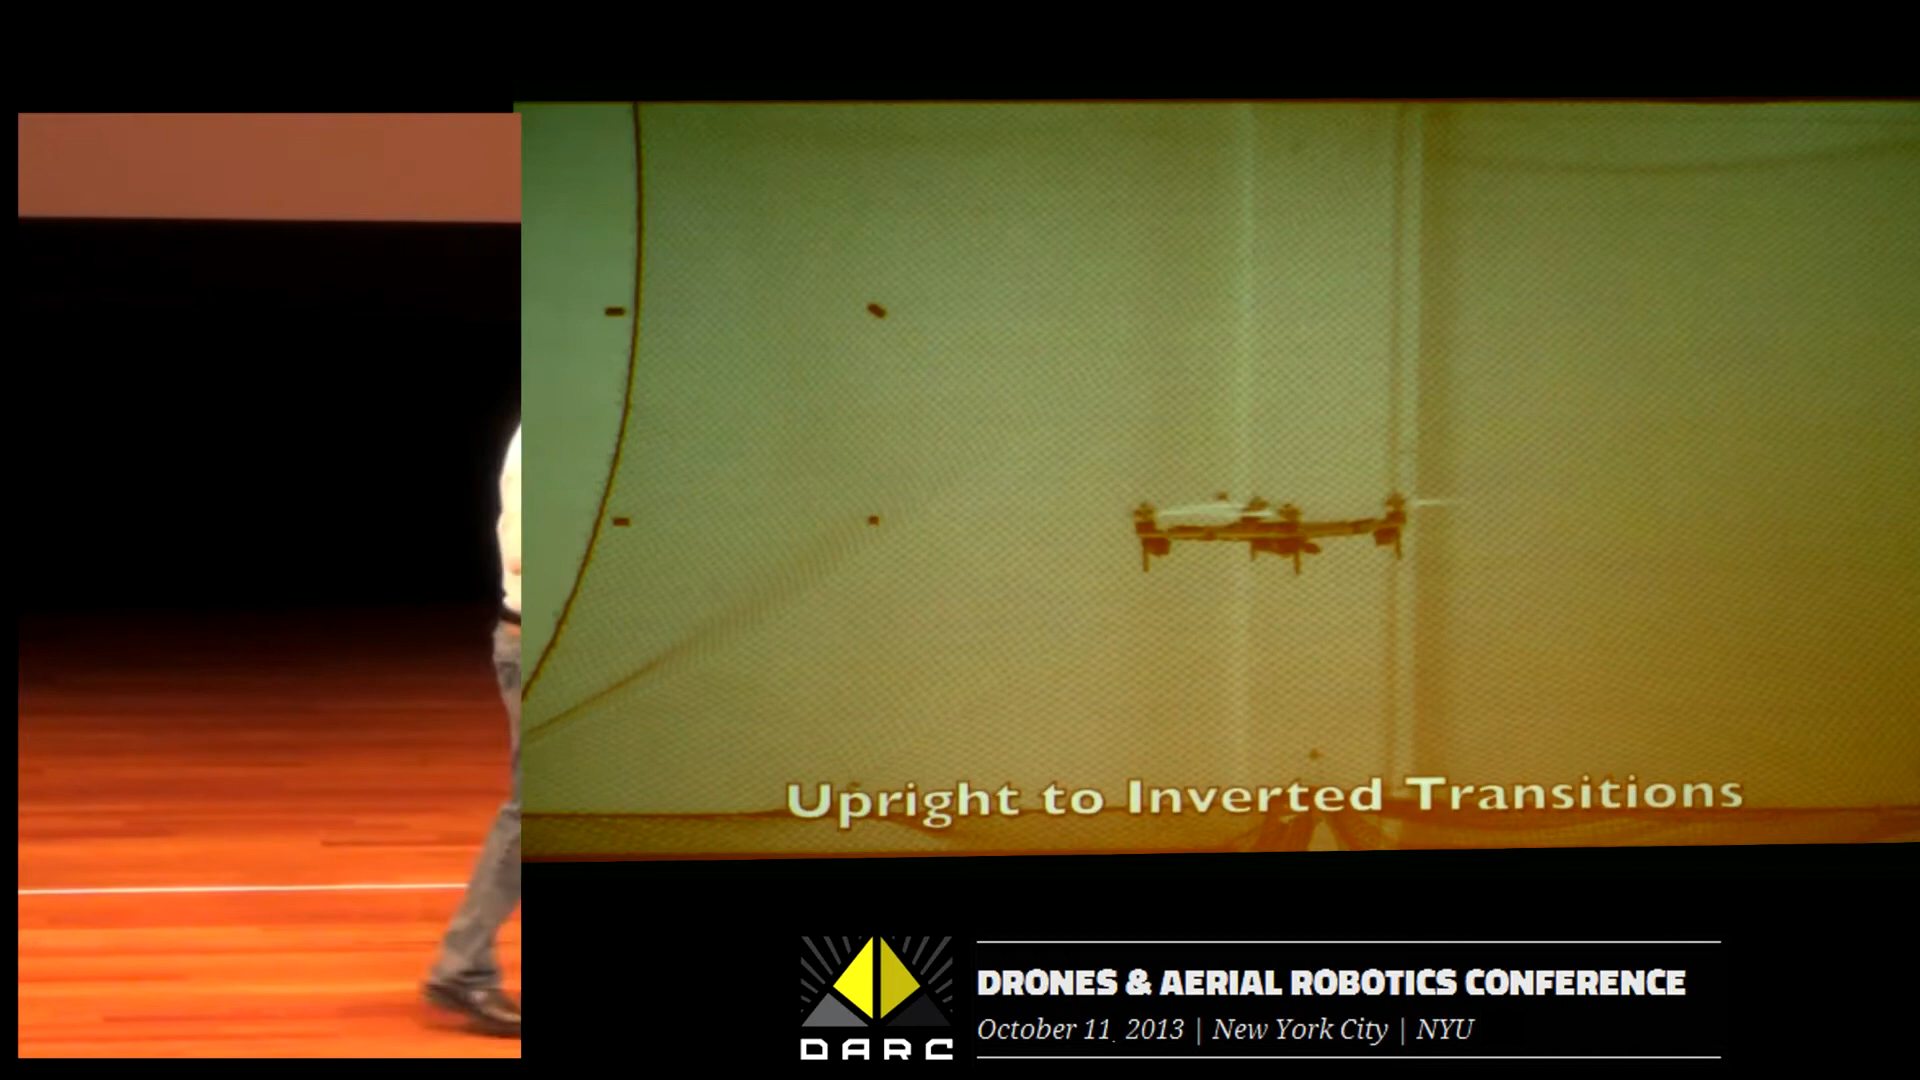 Upright to Inverted Transitions
DARC
DRONES & AERIAL ROBOTICS CONFERENCE
October 11, 2013 | New York City | NYU